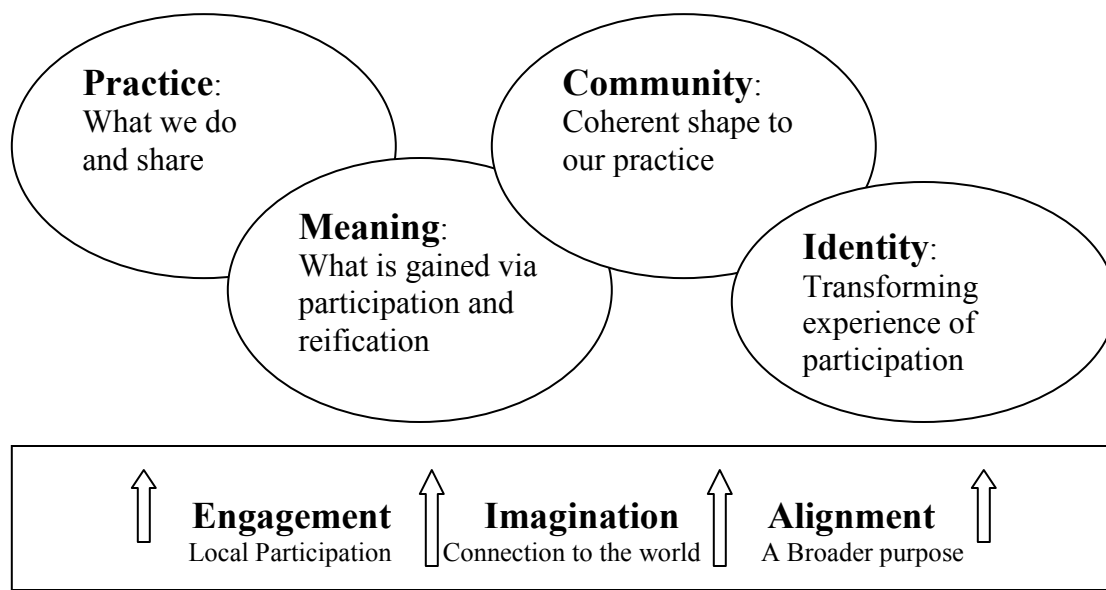 Practice:
What we do
and share
Community:
Coherent shape to
our practice
Meaning:
What is gained via
participation and
reification
Identity:
Transforming
experience of
participation
Engagement
Local Participation
Imagination
Connection to the world
Alignment
A Broader purpose